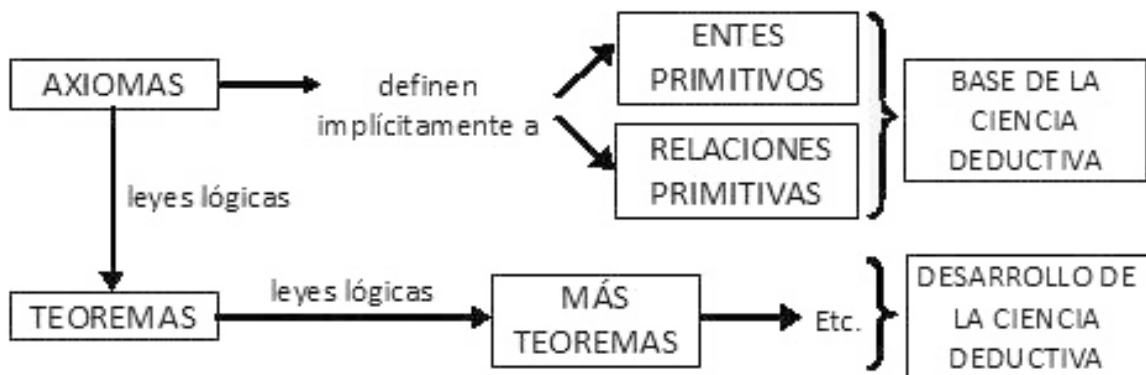 AXIOMAS
definen
implícitamente a
ENTES
PRIMITIVOS
RELACIONES
PRIMITIVAS
BASE DE LA
CIENCIA
DEDUCTIVA
leyes lógicas
TEOREMAS
leyes lógicas
MÁS
TEOREMAS
Etc.
DESARROLLO DE
LA CIENCIA
DEDUCTIVA